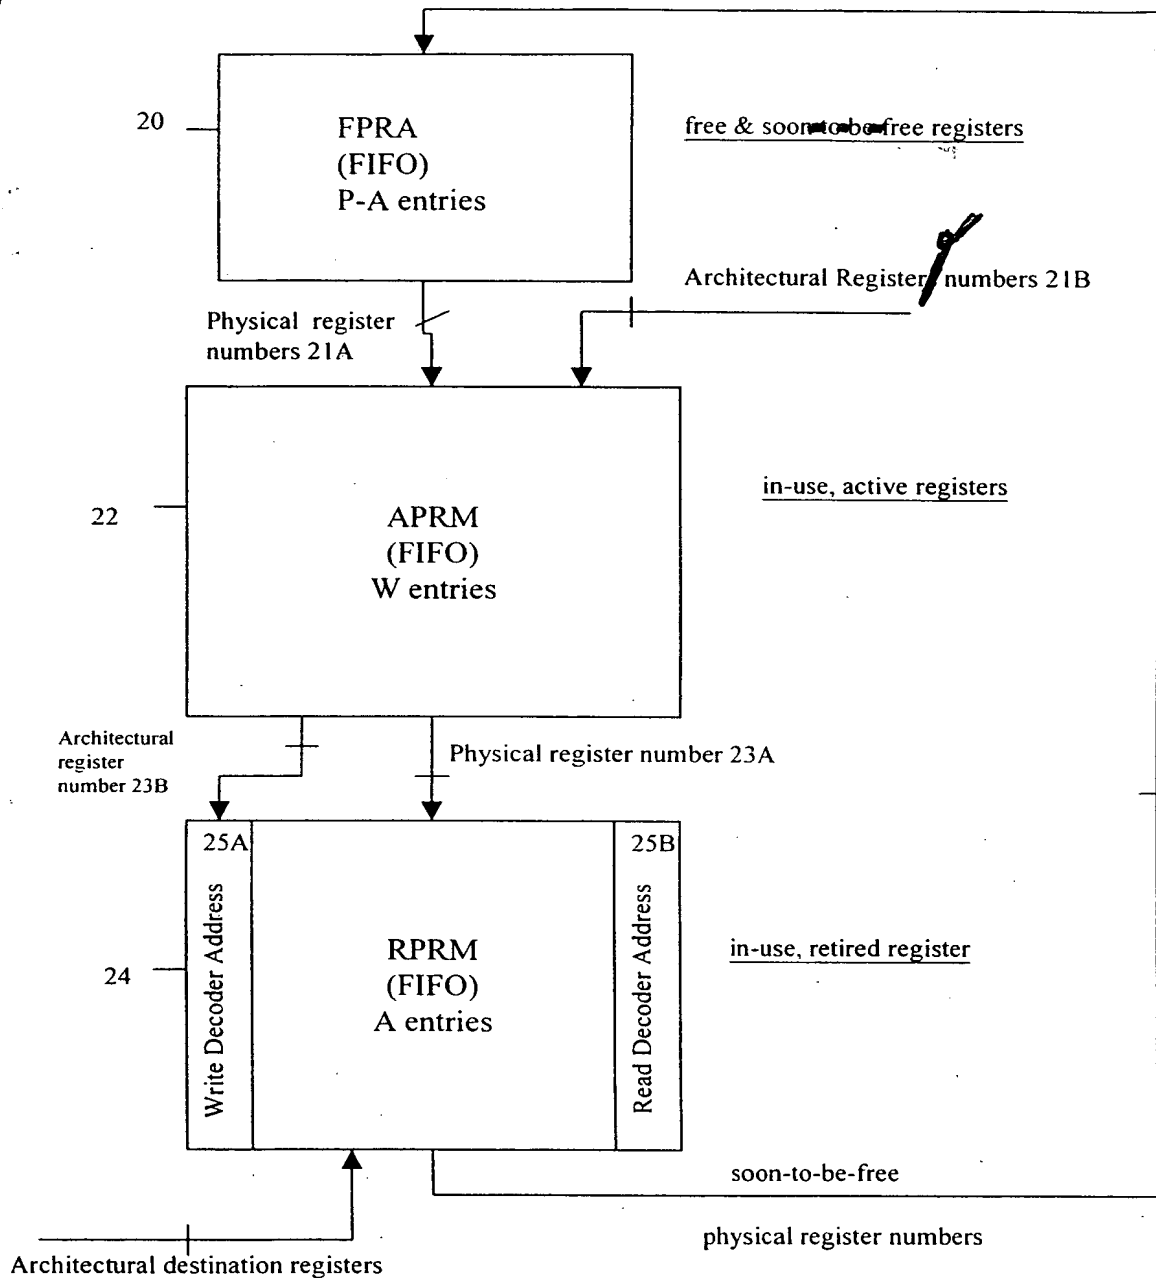 20
FPRA
(FIFO)
P-A entries
free & soon-to-be-free registers
Architectural Register numbers 21B
Physical register
numbers 21A
22
APRM
(FIFO)
W entries
in-use, active registers
Architectural
register
number 23B
Physical register number 23A
25A
Write Decoder Address
24
RPRM
(FIFO)
A entries
25B
Read Decoder Address
in-use, retired register
soon-to-be-free
physical register numbers
Architectural destination registers